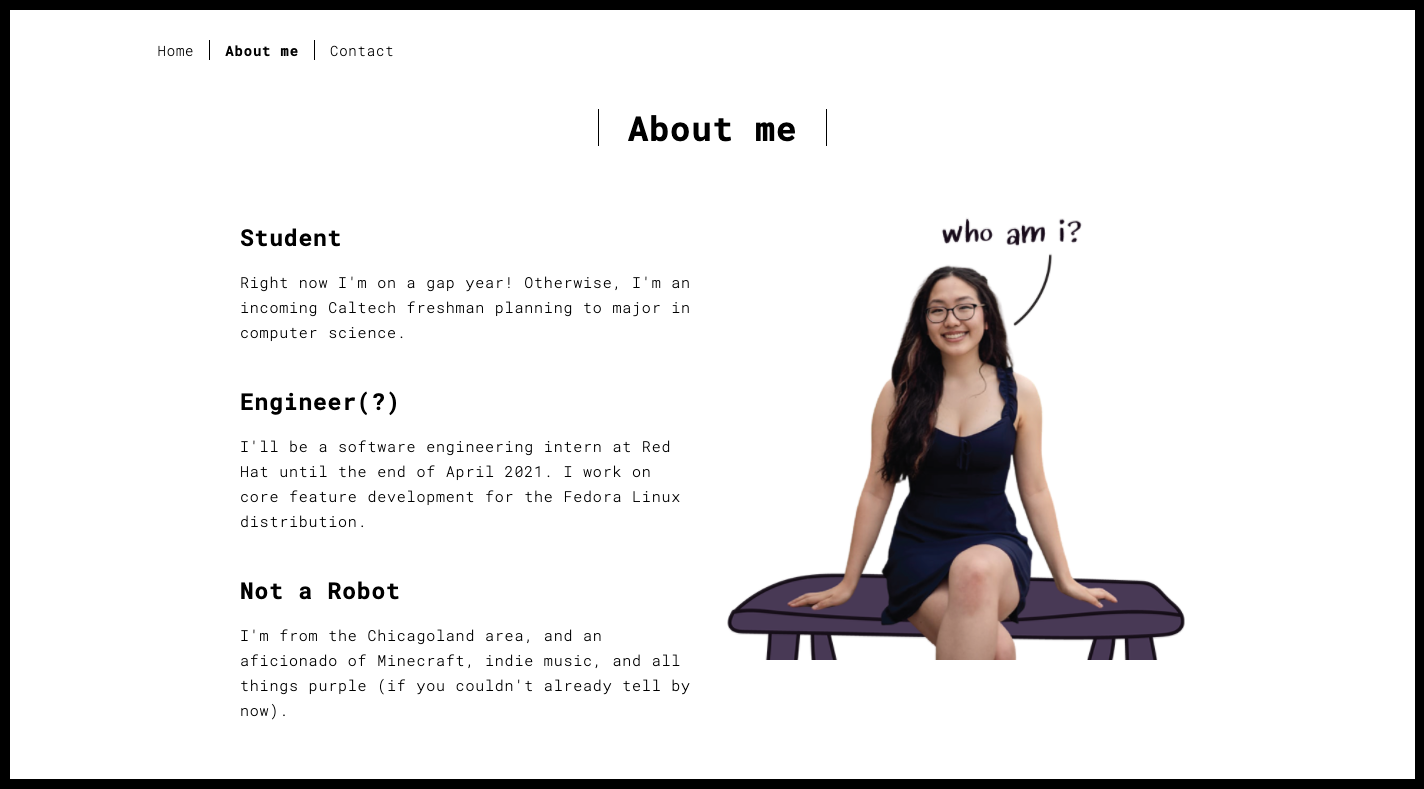 Home About me Contact
About me
who am i?
Student
Right now I'm on a gap year! Otherwise, I'm an
incoming Caltech freshman planning to major in
computer science.
Engineer(?)
I'll be a software engineering intern at Red
Hat until the end of April 2021. I work on
core feature development for the Fedora Linux
distribution.
Not a Robot
I'm from the Chicagoland area, and an
aficionado of Minecraft, indie music, and all
things purple (if you couldn't already tell by
now).